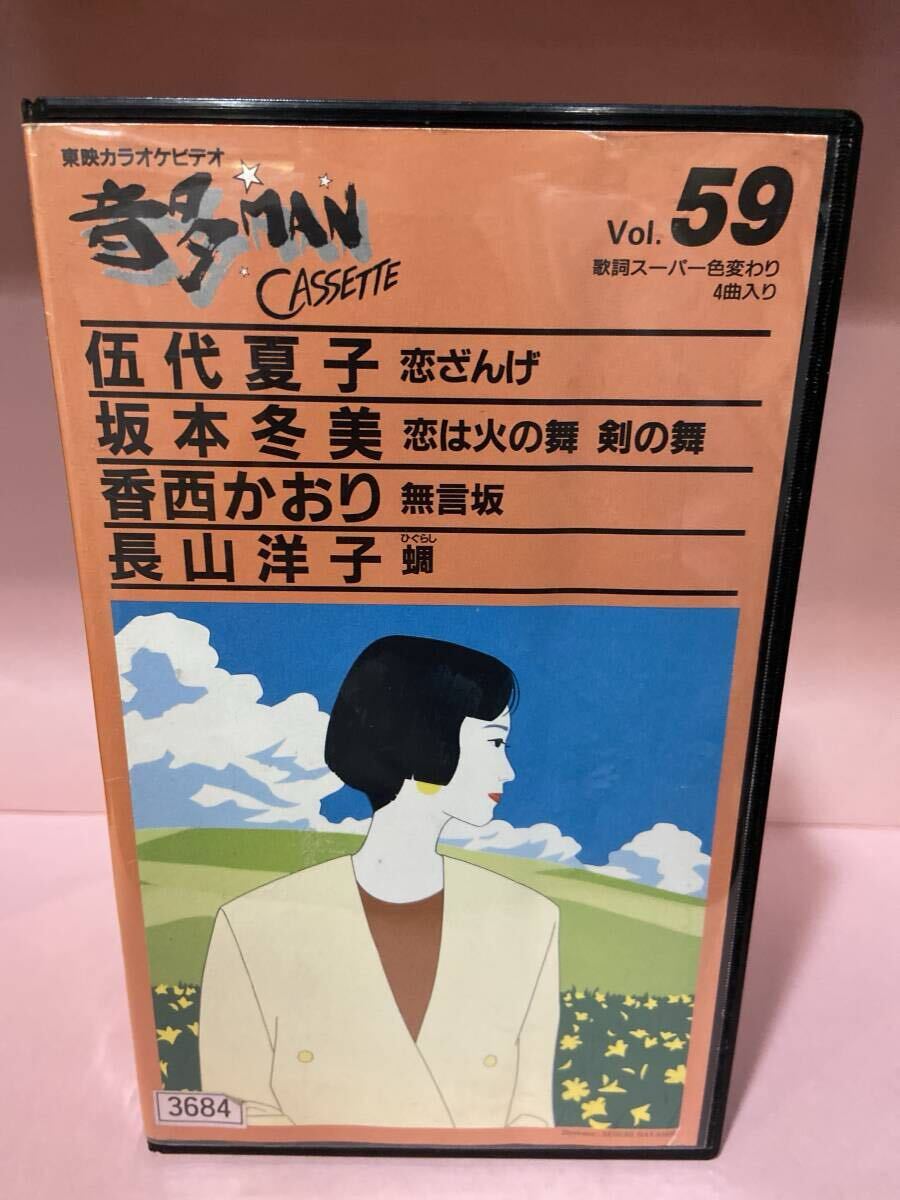 東映カラオケビデオ
音多MAN
CASSETTE
Vol. 59
歌詞スーパー色変わり
4曲入り
伍代夏子 恋ざんげ
坂本冬美 恋は火の舞 剣の舞
香西かおり 無言坂
ひぐらし
長山洋子 蜩
3684